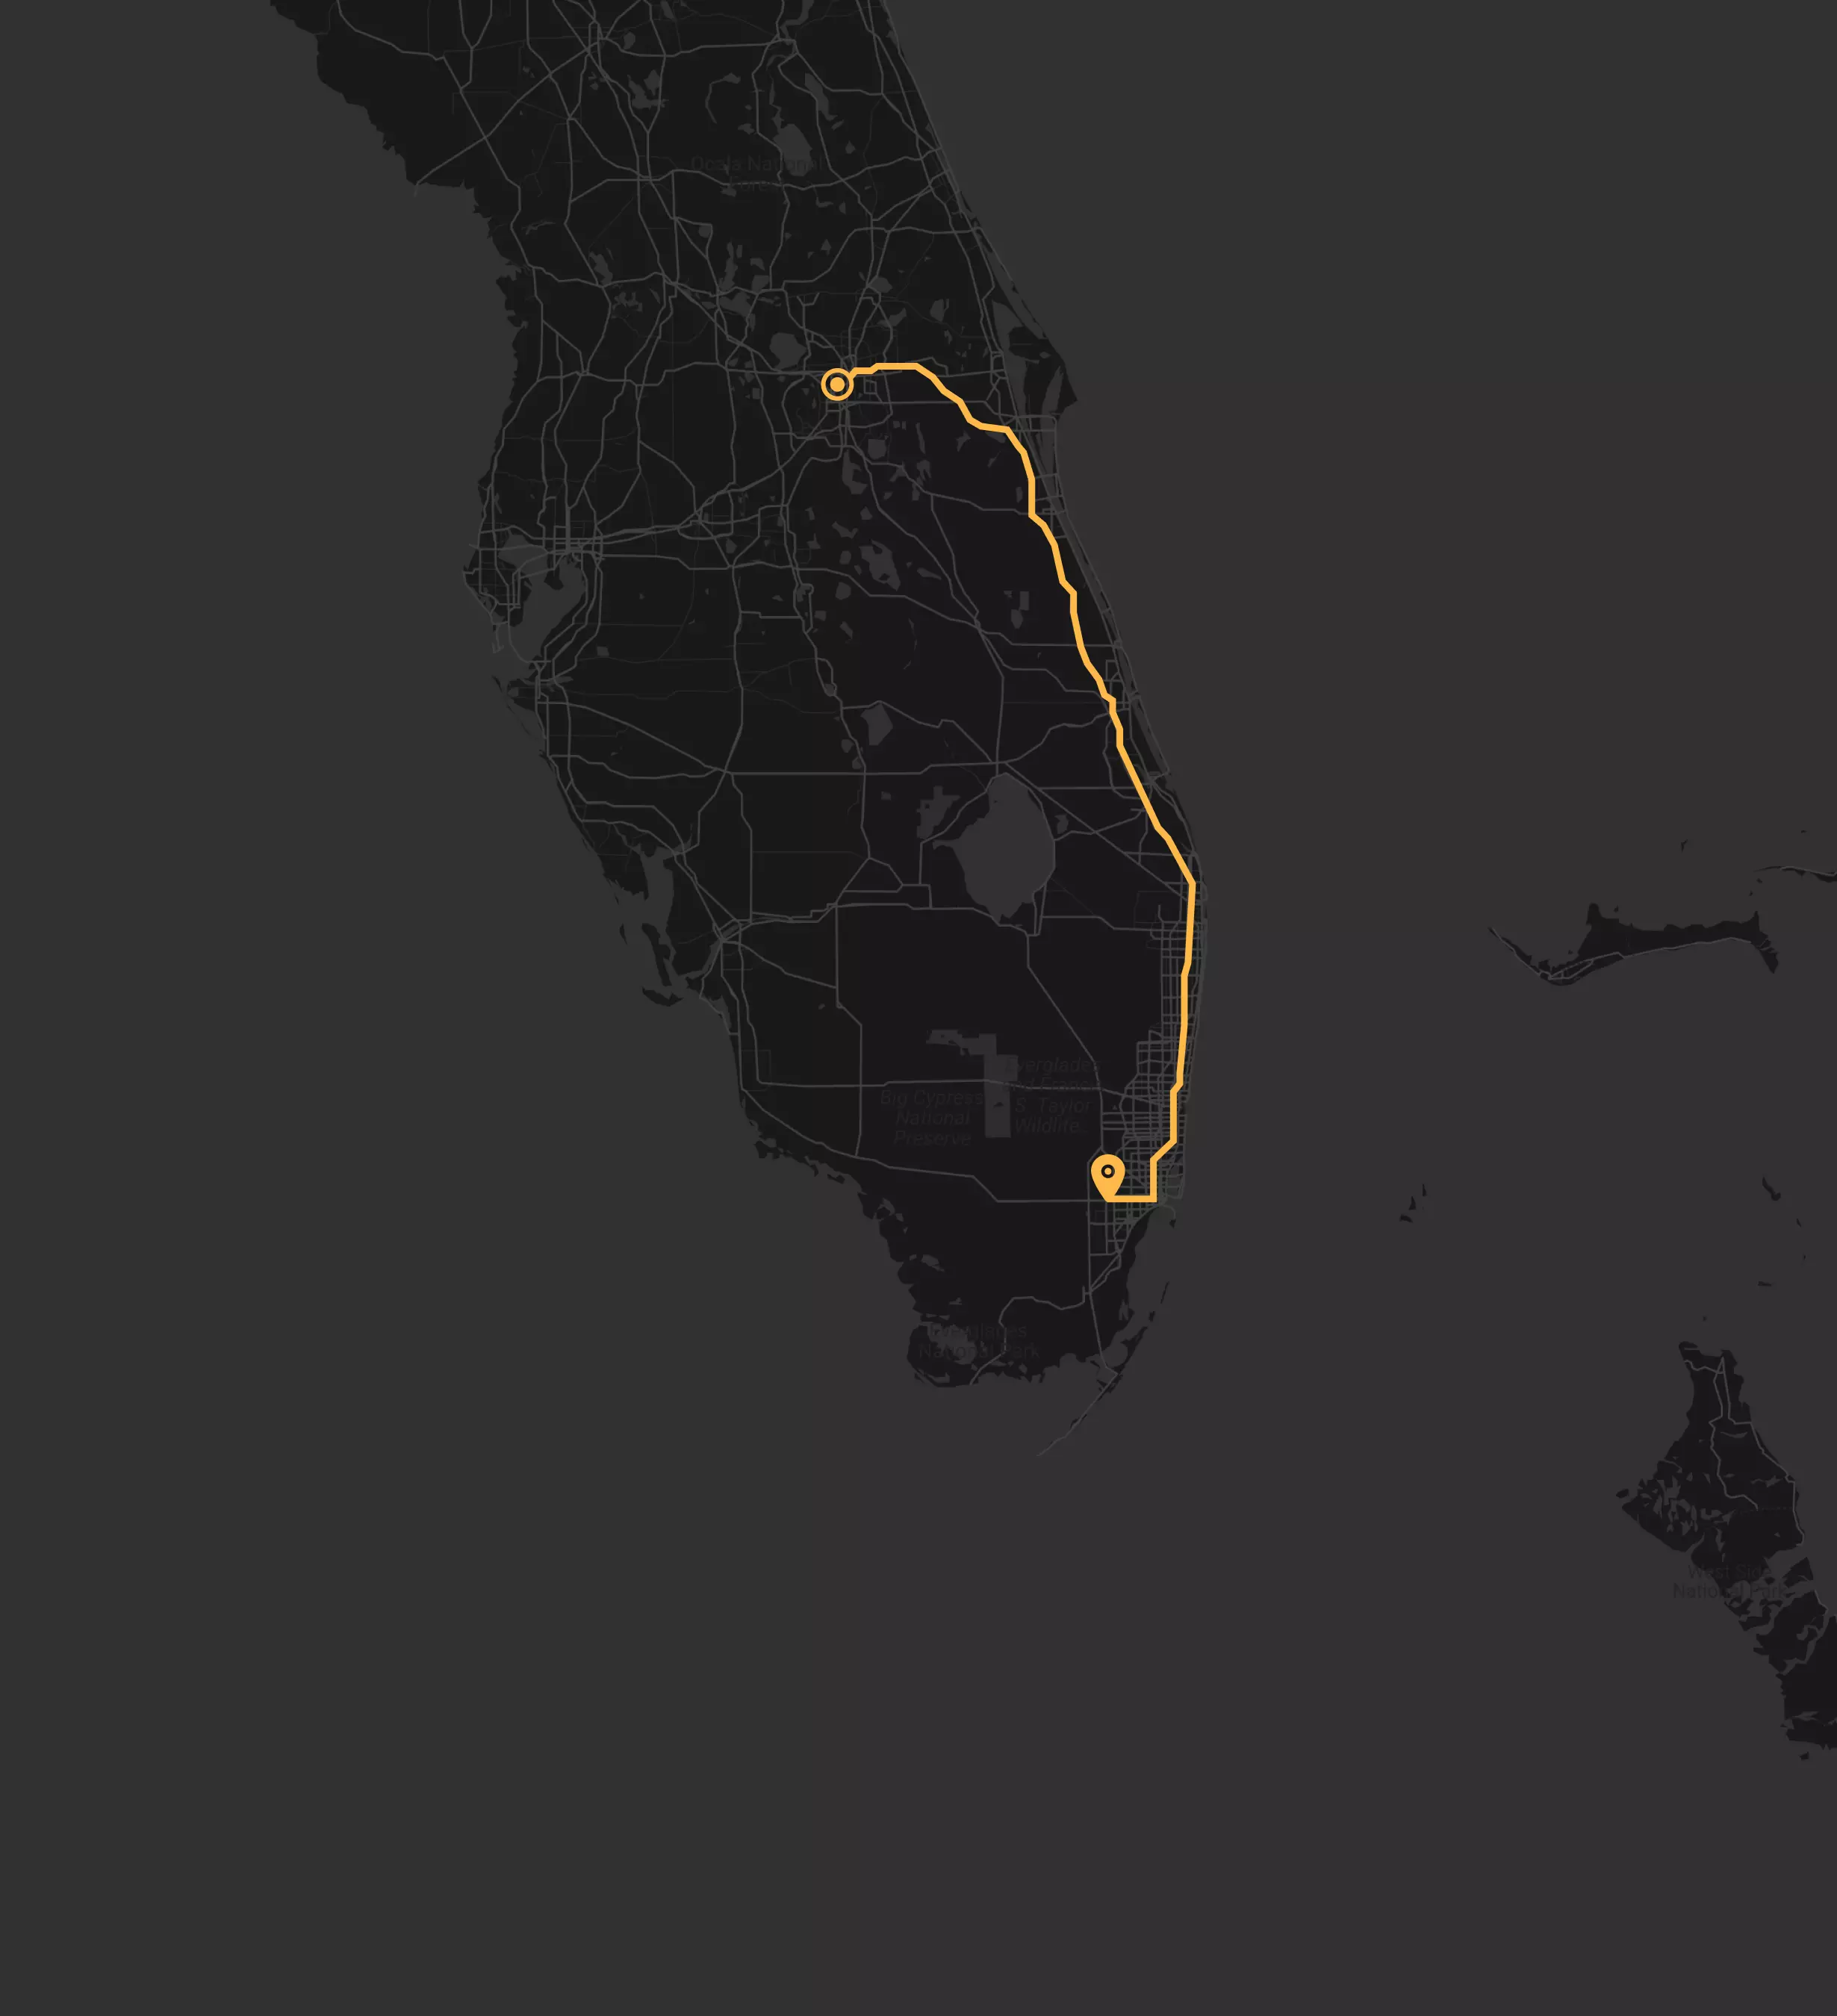 Ocala National
Forest
Everglades
and Francis
S. Taylor
Wildlife..
Big Cypress
National
Preserve
Everglades
National Park
West Side
National Park